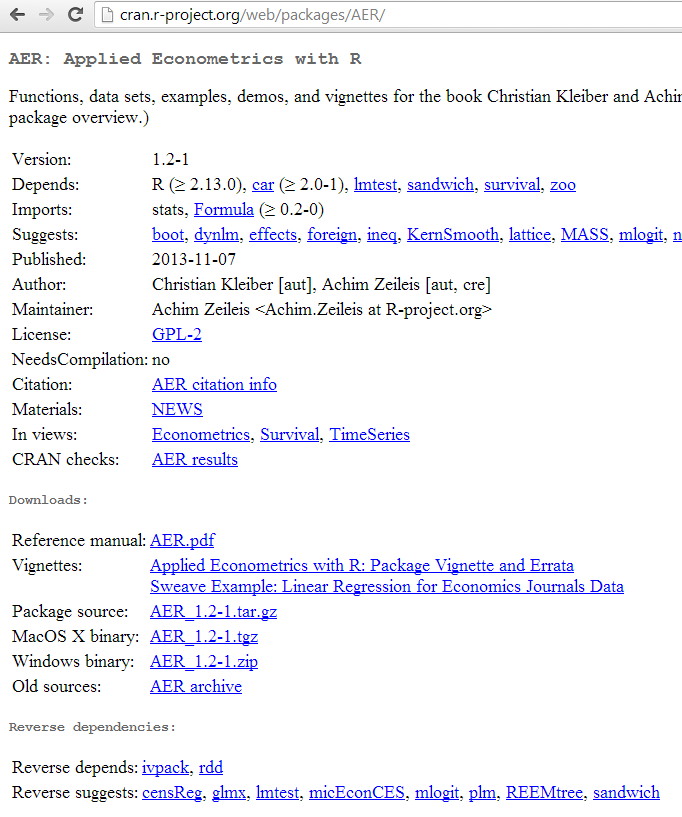 cran.r-project.org/web/packages/AER/
AER: Applied Econometrics with R
Functions, data sets, examples, demos, and vignettes for the book Christian Kleiber and
package overview.)
Version: 1.2-1
Depends: R (≥ 2.13.0), car (≥ 2.0-1), lmtest, sandwich, survival, zoo
Imports: stats, Formula (≥ 0.2-0)
Suggests: boot, dynlm, effects, foreign, ineq, KernSmooth, lattice, MASS, mlogit,
Published: 2013-11-07
Author: Christian Kleiber [aut], Achim Zeileis [aut, cre]
Maintainer: Achim Zeileis <Achim.Zeileis at R-project.org>
License: GPL-2
NeedsCompilation: no
Citation: AER citation info
Materials: NEWS
In views: Econometrics, Survival, TimeSeries
CRAN checks: AER results
Downloads:
Reference manual: AER.pdf
Vignettes: Applied Econometrics with R: Package Vignette and Errata
Sweave Example: Linear Regression for Economics Journals Data
Package source: AER_1.2-1.tar.gz
MacOS X binary: AER_1.2-1.tgz
Windows binary: AER_1.2-1.zip
Old sources: AER archive
Reverse dependencies:
Reverse depends: ivpack, rdd
Reverse suggests: censReg, glmx, lmtest, micEconCES, mlogit, plm, REEMtree, sandwich